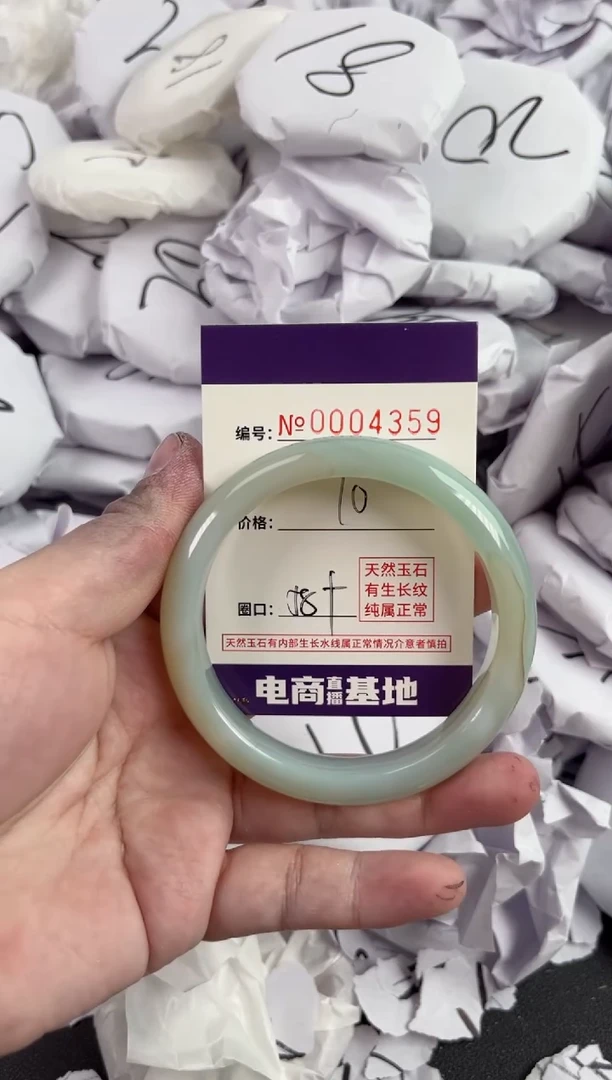 18
编号: №0004359
价格: 10
圈口: 58+
天然玉石
有生长纹
纯属正常
天然玉石有内部生长水线属正常情况介意者慎拍
电商直播基地